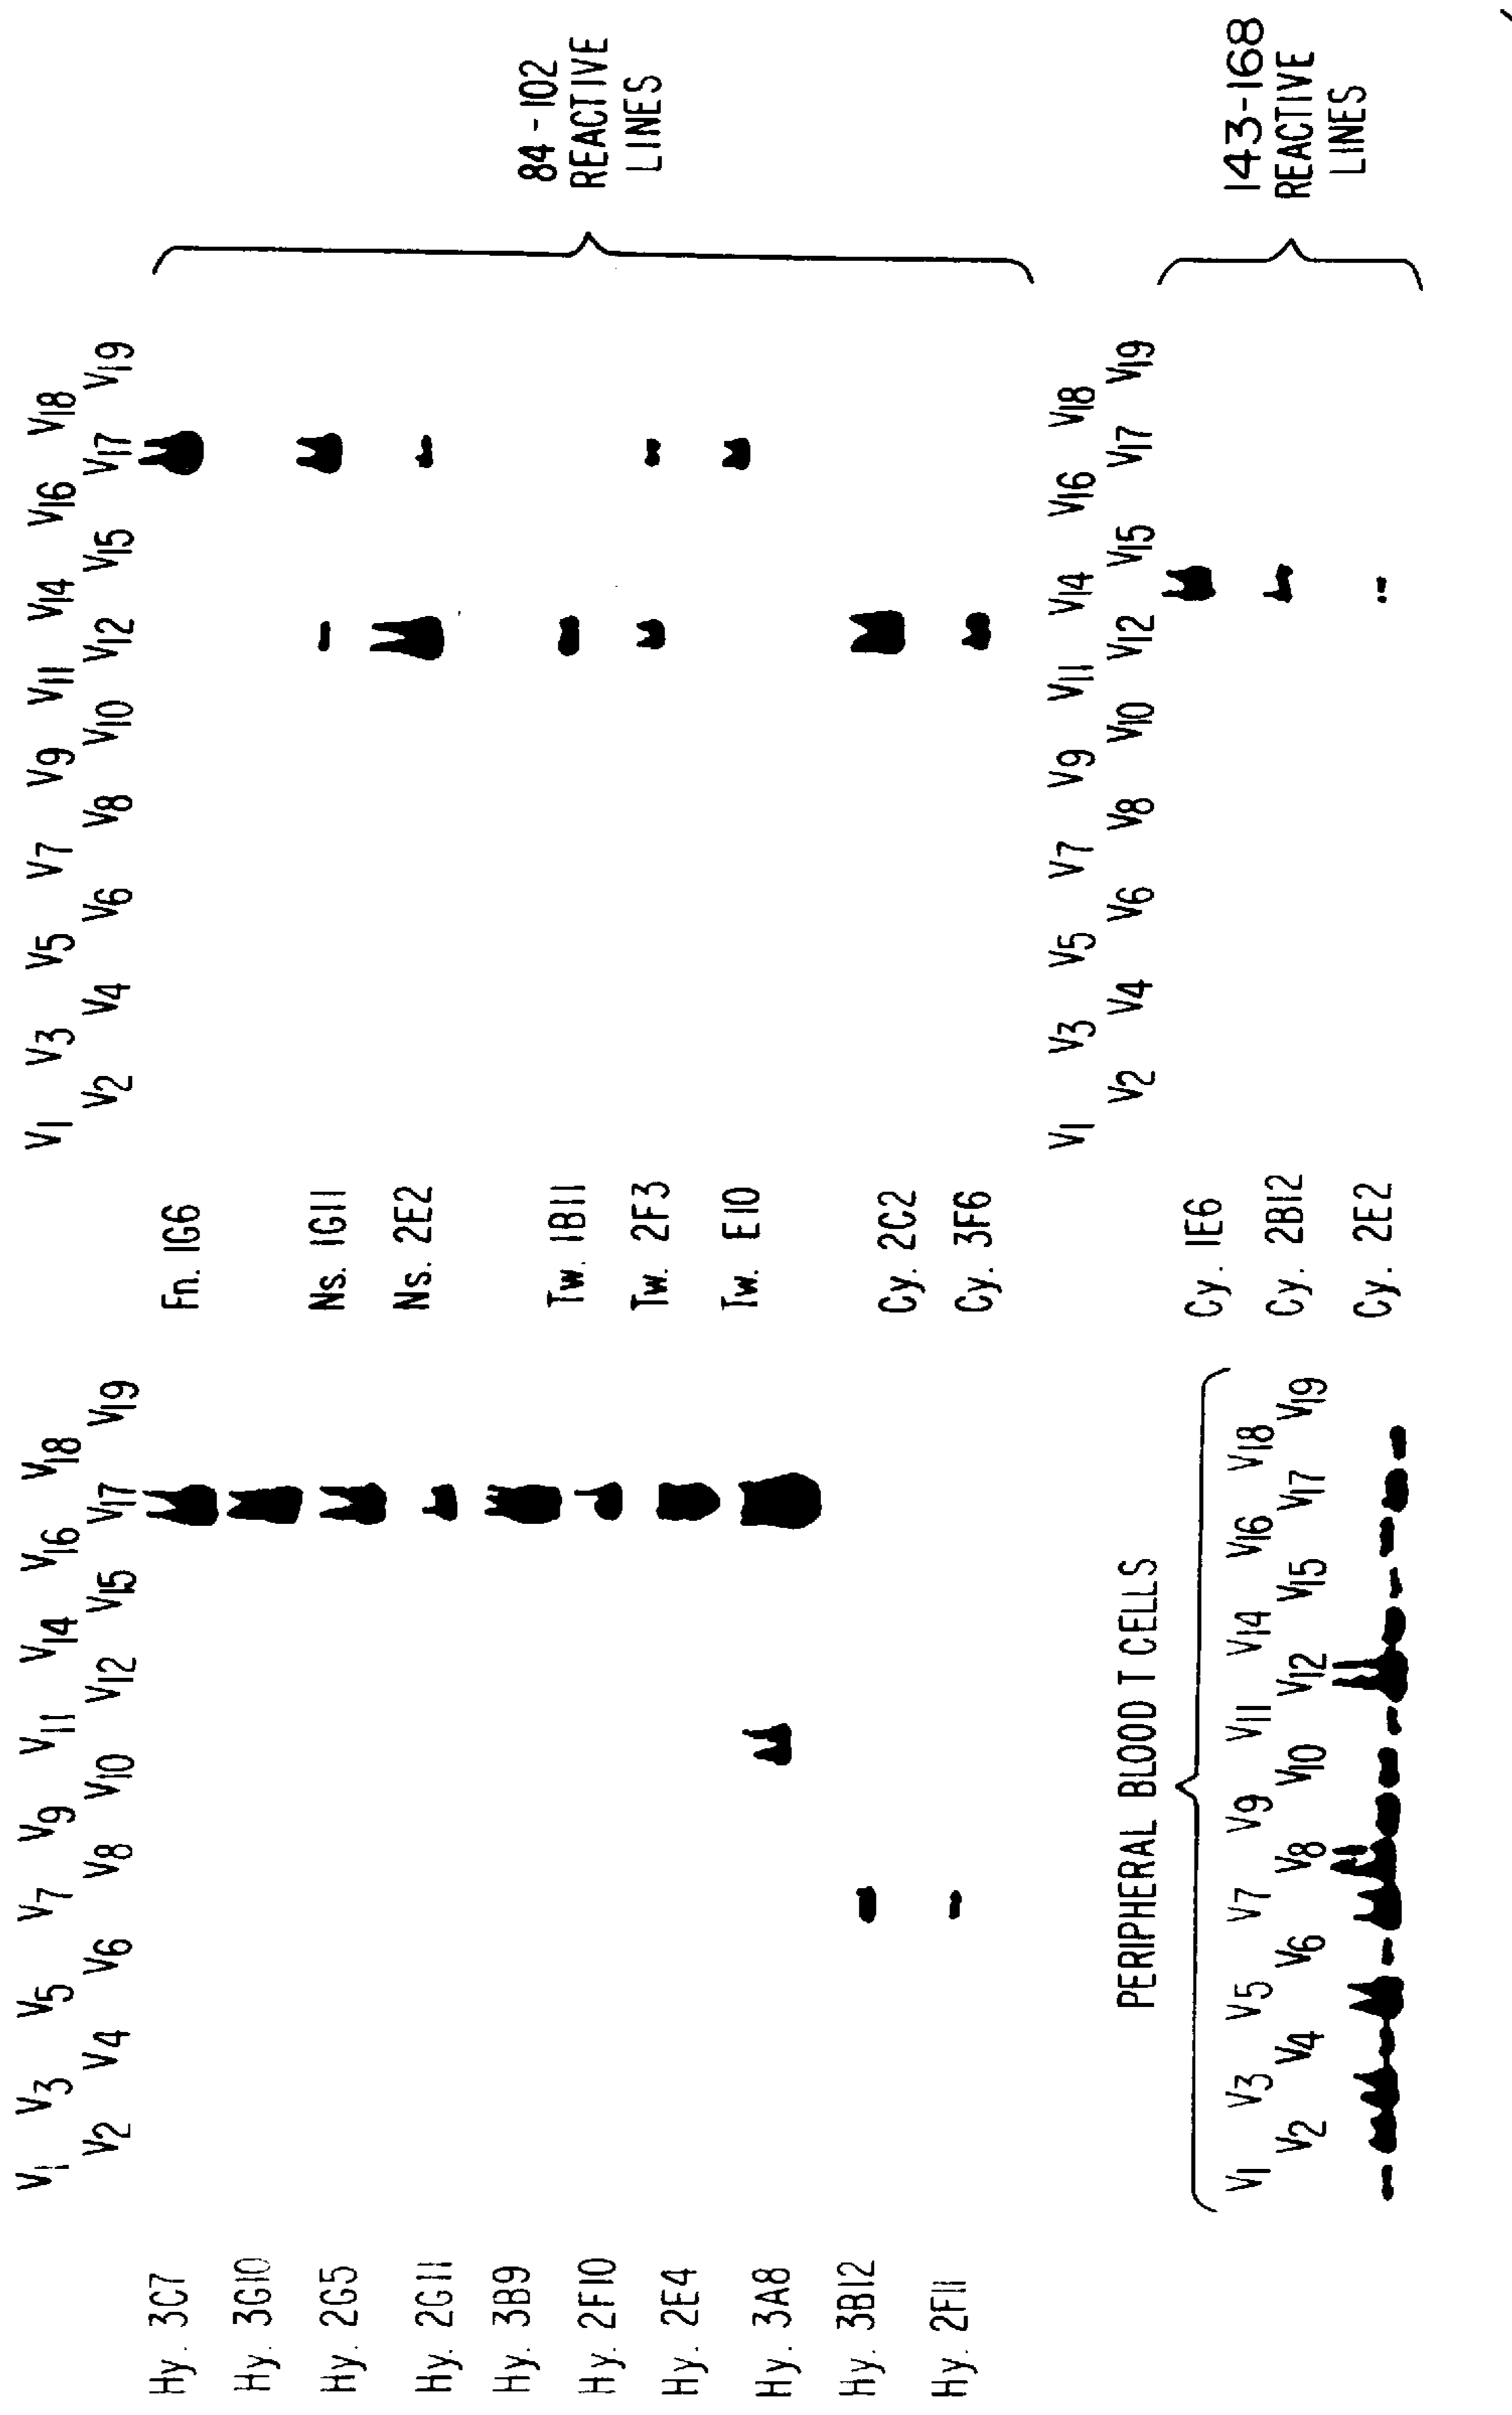 V1 V3 V5 V7 V9 V11 V14 V16 V18
V2 V4 V6 V8 V10 V12 V15 V17 V19
Hy. 3C7
Hy. 3G10
Hy. 2G5
Hy. 2G11
Hy. 3B9
Hy. 2F10
Hy. 2E4
Hy. 3A8
Hy. 3B12
Hy. 2F11
PERIPHERAL BLOOD T CELLS
V1 V3 V5 V7 V9 V11 V14 V16 V18
V2 V4 V6 V8 V10 V12 V15 V17 V19
V1 V3 V5 V7 V9 V11 V14 V16 V18
V2 V4 V6 V8 V10 V12 V15 V17 V19
Fn. 1G6
Ns. 1G11
Ns. 2E2
Tw. 1B11
Tw. 2F3
Tw. E10
Cy. 2C2
Cy. 3F6
84-102
REACTIVE
LINES
V1 V3 V5 V7 V9 V11 V14 V16 V18
V2 V4 V6 V8 V10 V12 V15 V17 V19
Cy. 1E6
Cy. 2B12
Cy. 2E2
143-168
REACTIVE
LINES